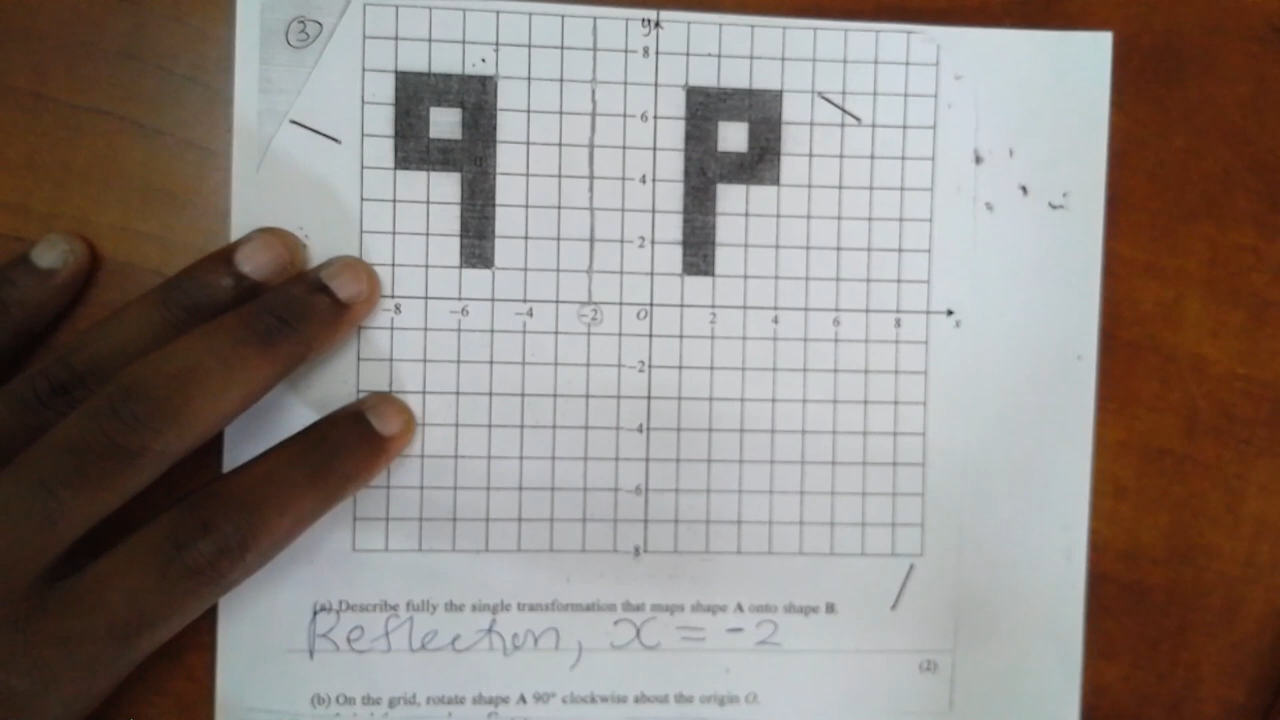 3
y
8
6
4
2
-8 -6 -4 -2 O 2 4 6 8 x
-2
-4
-6
8
(a) Describe fully the single transformation that maps shape A onto shape B.
Reflection, x = -2
(2)
(b) On the grid, rotate shape A 90° clockwise about the origin O.